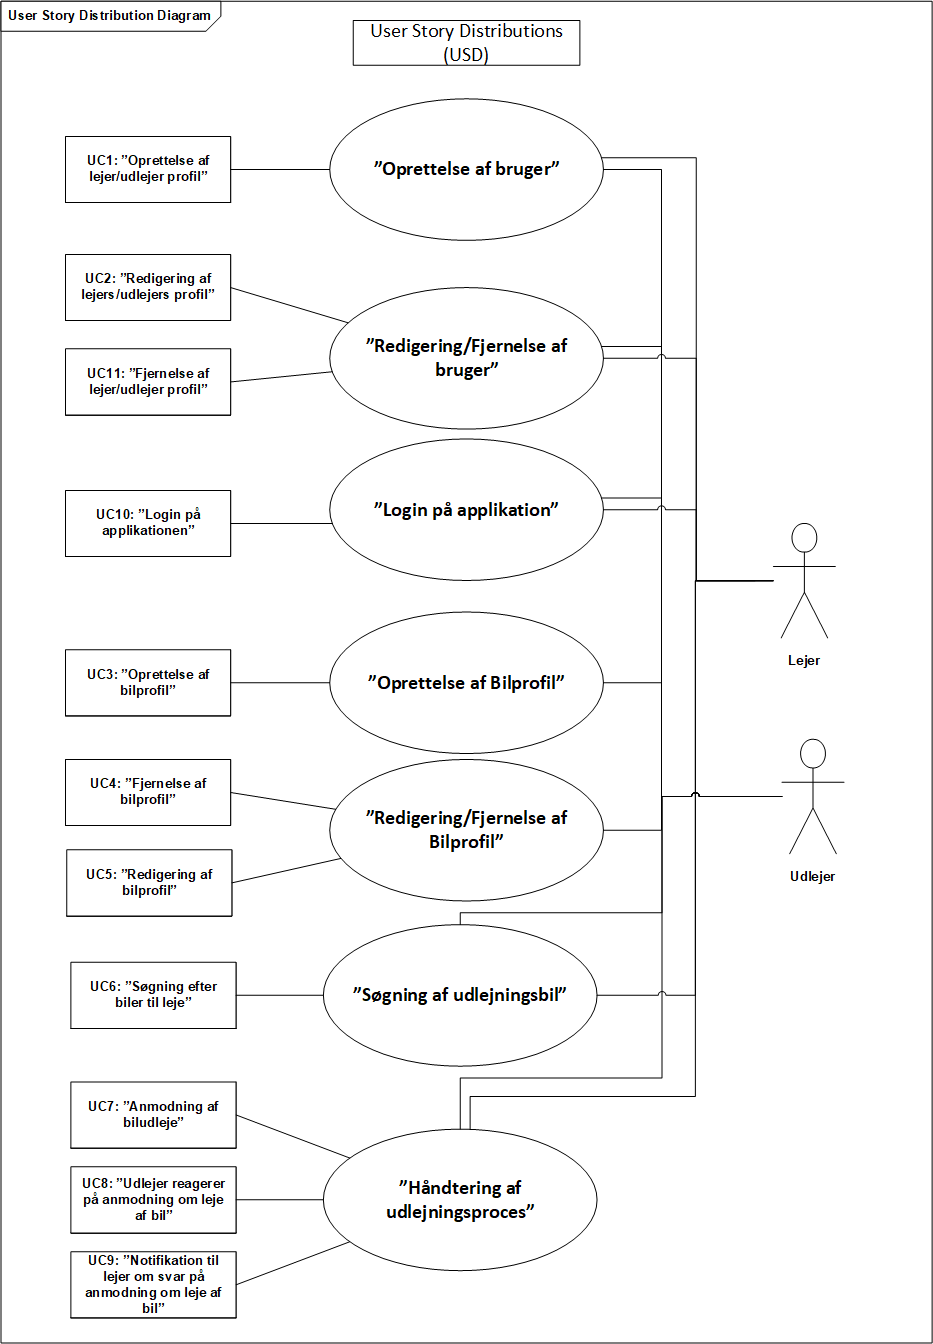 User Story Distribution Diagram
User Story Distributions
(USD)
UC1: ”Oprettelse af
lejer/udlejer profil”
”Oprettelse af bruger”
UC2: ”Redigering af
lejers/udlejers profil”
”Redigering/Fjernelse af
bruger”
UC11: ”Fjernelse af
lejer/udlejer profil”
UC10: ”Login på
applikationen”
”Login på applikation”
Lejer
UC3: ”Oprettelse af
bilprofil”
”Oprettelse af Bilprofil”
UC4: ”Fjernelse af
bilprofil”
”Redigering/Fjernelse af
Bilprofil”
UC5: ”Redigering af
bilprofil”
Udlejer
UC6: ”Søgning efter
biler til leje”
”Søgning af udlejningsbil”
UC7: ”Anmodning af
biludleje”
UC8: ”Udlejer reagerer
på anmodning om leje
af bil”
”Håndtering af
udlejningsproces”
UC9: ”Notifikation til
lejer om svar på
anmodning om leje af
bil”